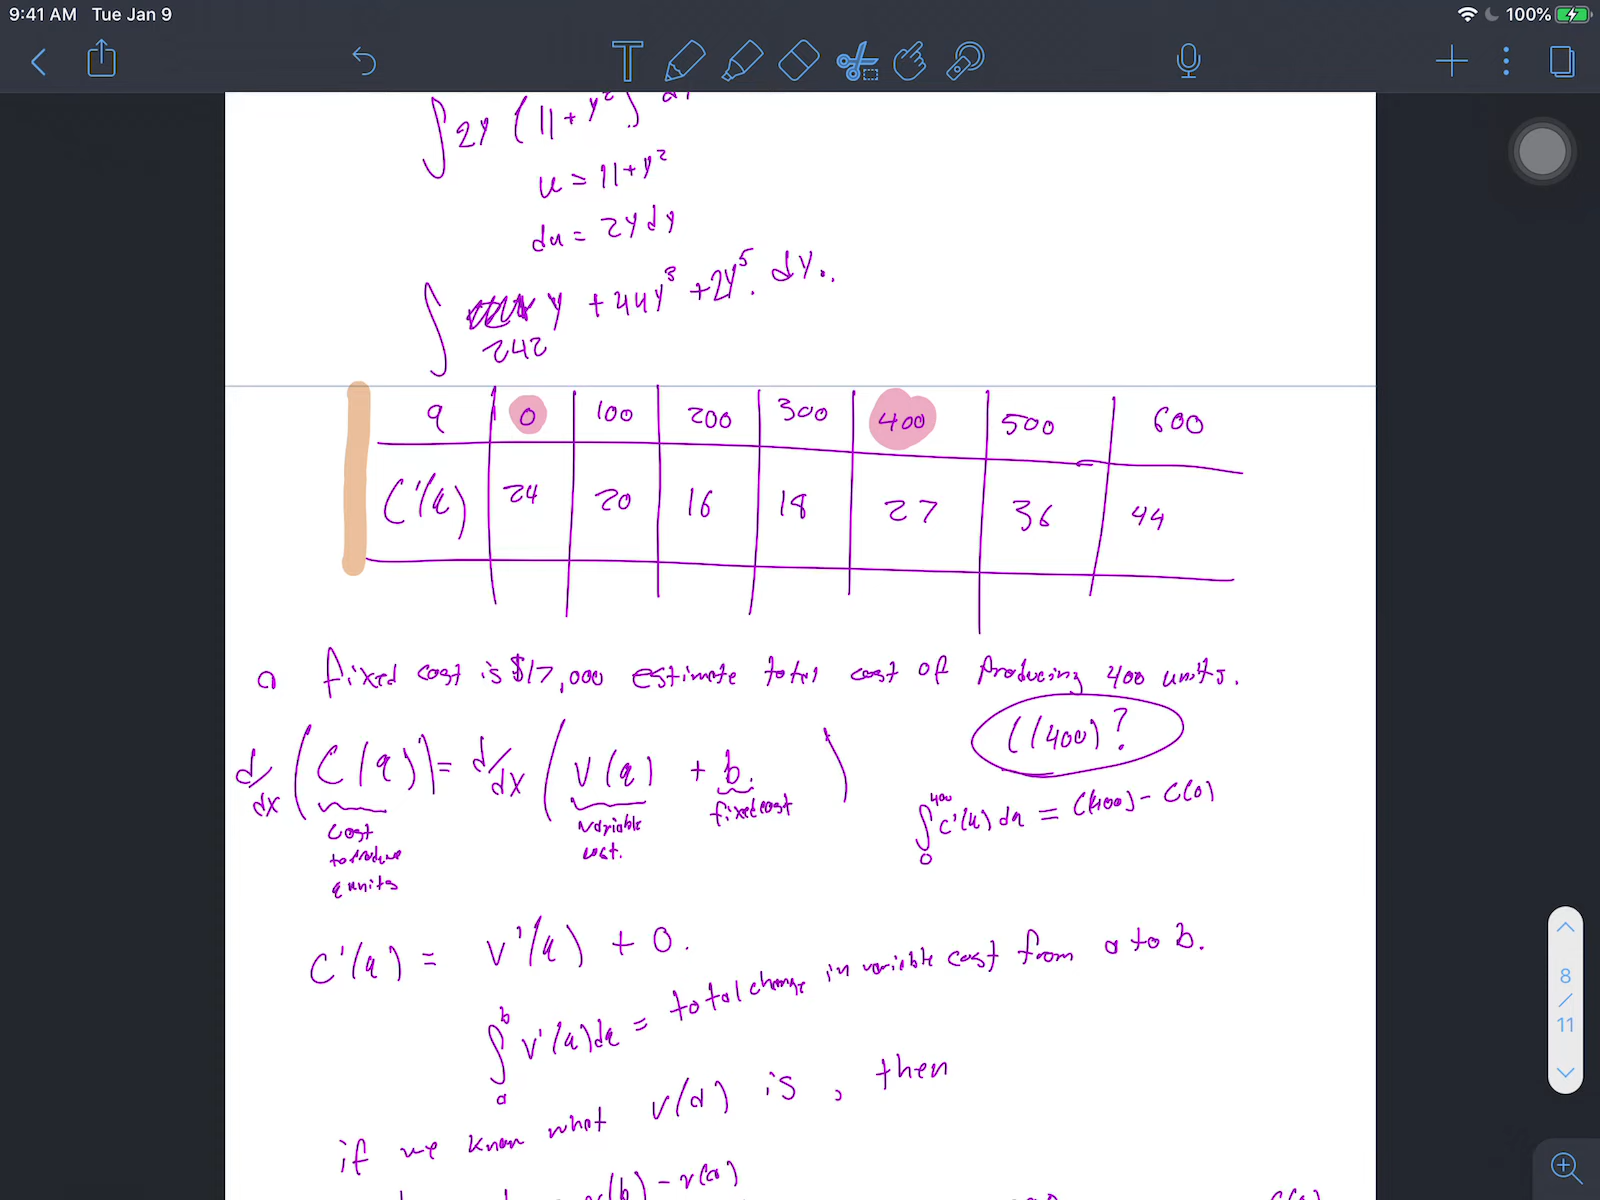 9:41 AM Tue Jan 9
100%
∫ 2y (11 + y²)
u = 11 + y²
du = 2y dy
∫ y + 44y³ + 2y⁵. dy.
242
q 0 100 200 300 400 500 600
C'(q) 24 20 16 18 27 36 44
a fixed cost is $17,000 estimate total cost of producing 400 units.
C(400)?
d/dx (C(q)) = d/dx (V(q) + b.)
cost to produce q units
variable cost.
fixed cost
∫₀⁴⁰⁰ C'(q) dq = C(400) - C(0)
C'(q) = V'(q) + 0.
∫ₐᵇ V'(q) dq = total change in variable cost from a to b.
if we know what V(q) is, then
v(b) - v(a)
8
/
11